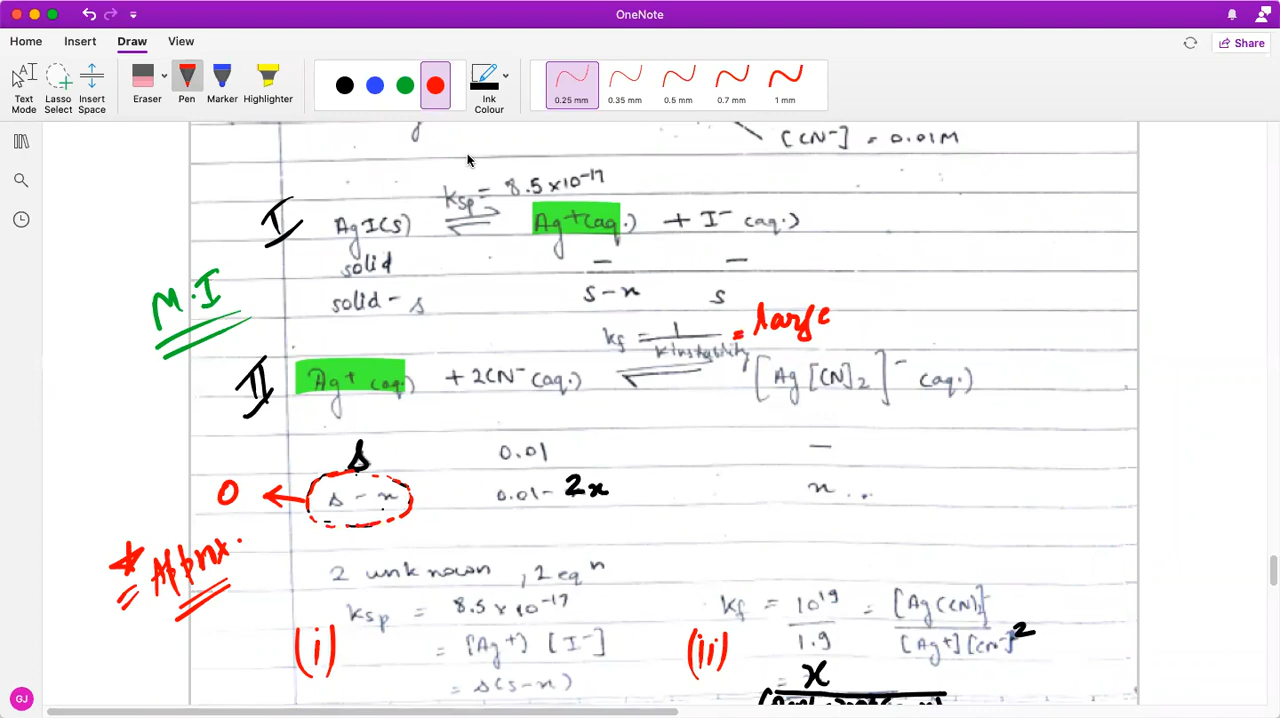 OneNote
Home Insert Draw View
Share
Text Mode
Lasso Select
Insert Space
Eraser
Pen
Marker
Highlighter
Ink Colour
0.25 mm 0.35 mm 0.5 mm 0.7 mm 1 mm
[CN⁻] = 0.01M
Ksp = 8.5×10⁻¹⁷
I AgI(s) ⇌ Ag⁺(aq.) + I⁻ (aq.)
solid — —
M.I
solid - s s-x s
kf = 1/Kinstability = large
II Ag⁺ (aq.) + 2CN⁻ (aq.) ⇌ [Ag[CN]₂]⁻ (aq.)
s 0.01 —
0 ← s - x 0.01- 2x x
* Approx.
2 unknown, 2 eqⁿ
(i) Ksp = 8.5×10⁻¹⁷
= [Ag⁺] [I⁻]
= s(s-x)
(ii) Kf = 10¹⁹/1.9 = [Ag(CN)₂]⁻/[Ag⁺][CN⁻]²
= x
GJ